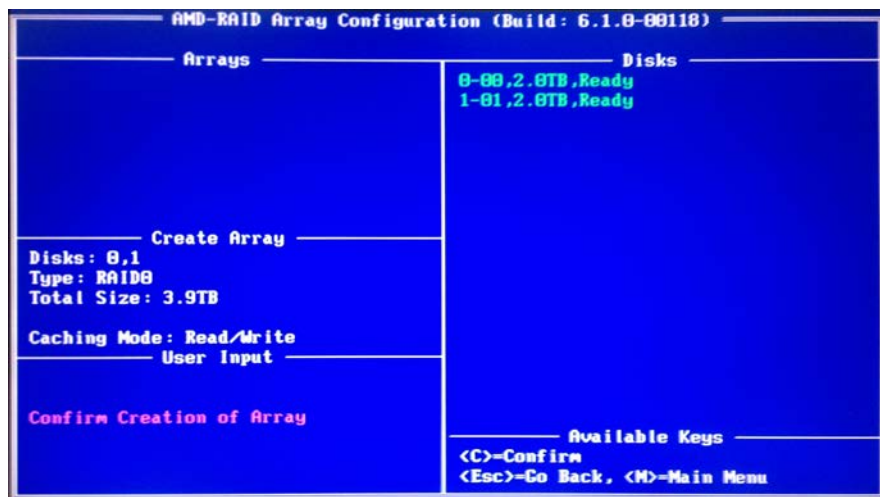 AMD-RAID Array Configuration (Build: 6.1.0-00118)
Arrays
Create Array
Disks: 0,1
Type: RAID0
Total Size: 3.9TB
Caching Mode: Read/Write
User Input
Confirm Creation of Array
Disks
0-00,2.0TB,Ready
1-01,2.0TB,Ready
Available Keys
<C>=Confirm
<Esc>=Go Back, <M>=Main Menu